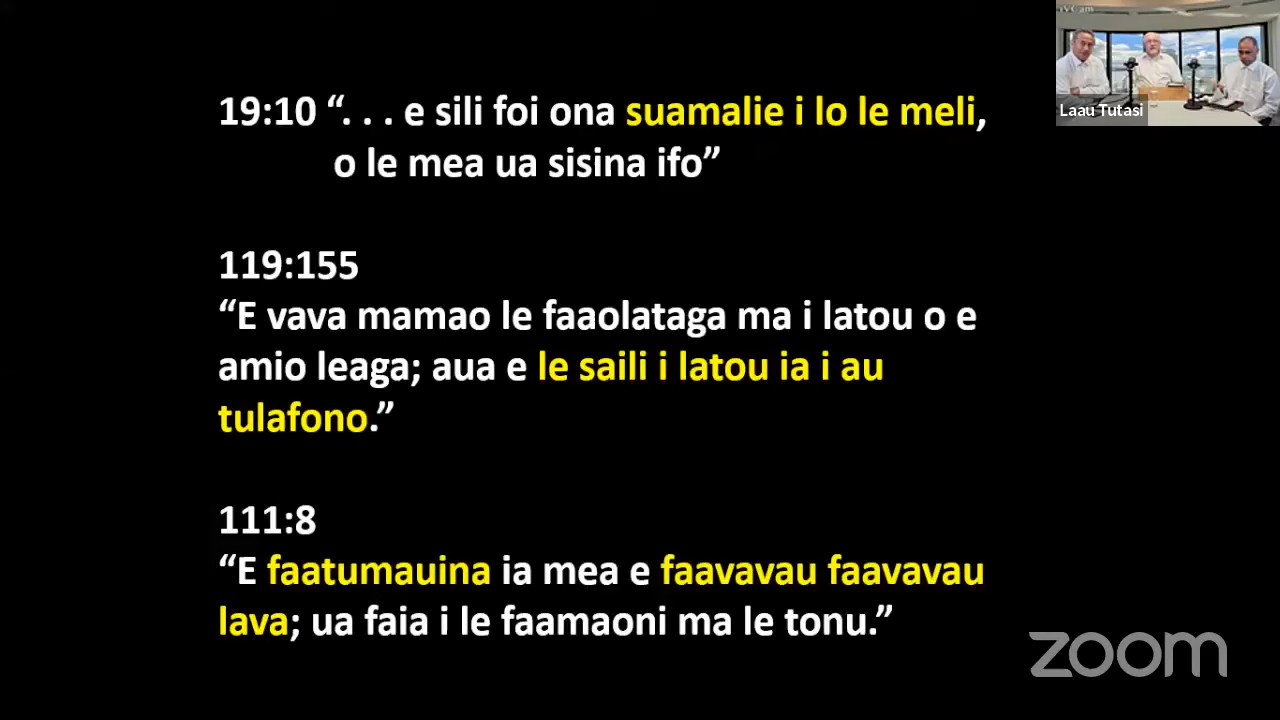 19:10 “. . . e sili foi ona suamalie i lo le meli,
o le mea ua sisina ifo”
119:155
“E vava mamao le faaolataga ma i latou o e
amio leaga; aua e le saili i latou ia i au
tulafono.”
111:8
“E faatumauina ia mea e faavavau faavavau
lava; ua faia i le faamaoni ma le tonu.”
Laau Tutasi
zoom